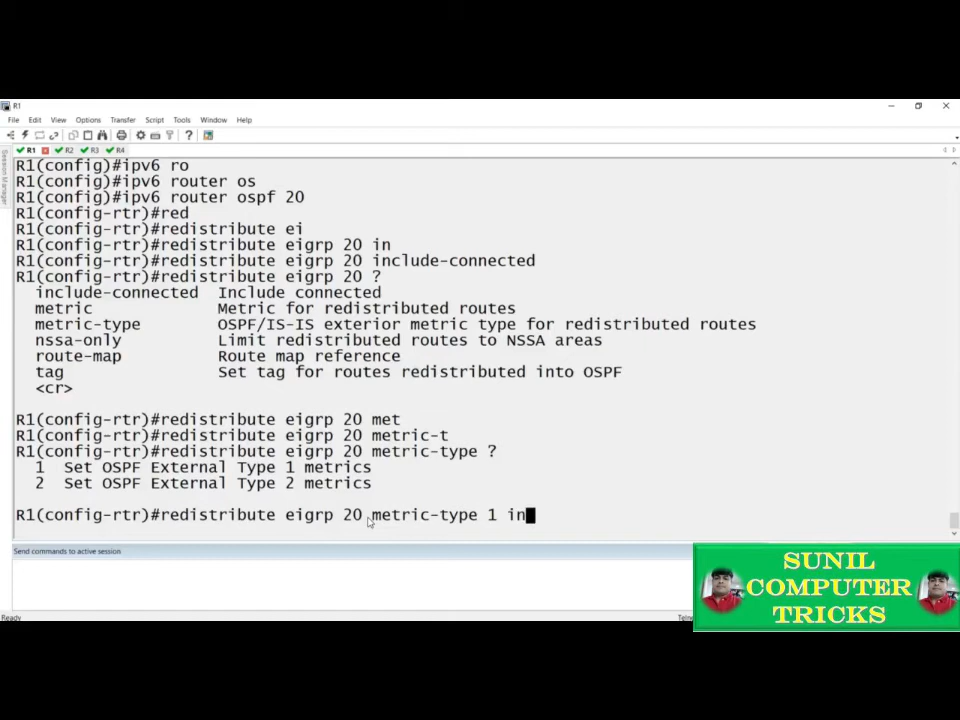 R1
File Edit View Options Transfer Script Tools Window Help
R1 R2 R3 R4
Session Manager
R1(config)#ipv6 ro
R1(config)#ipv6 router os
R1(config)#ipv6 router ospf 20
R1(config-rtr)#red
R1(config-rtr)#redistribute ei
R1(config-rtr)#redistribute eigrp 20 in
R1(config-rtr)#redistribute eigrp 20 include-connected
R1(config-rtr)#redistribute eigrp 20 ?
include-connected Include connected
metric Metric for redistributed routes
metric-type OSPF/IS-IS exterior metric type for redistributed routes
nssa-only Limit redistributed routes to NSSA areas
route-map Route map reference
tag Set tag for routes redistributed into OSPF
<cr>
R1(config-rtr)#redistribute eigrp 20 met
R1(config-rtr)#redistribute eigrp 20 metric-t
R1(config-rtr)#redistribute eigrp 20 metric-type ?
1 Set OSPF External Type 1 metrics
2 Set OSPF External Type 2 metrics
R1(config-rtr)#redistribute eigrp 20 metric-type 1 in
Send commands to active session
Ready
SUNIL
COMPUTER
TRICKS